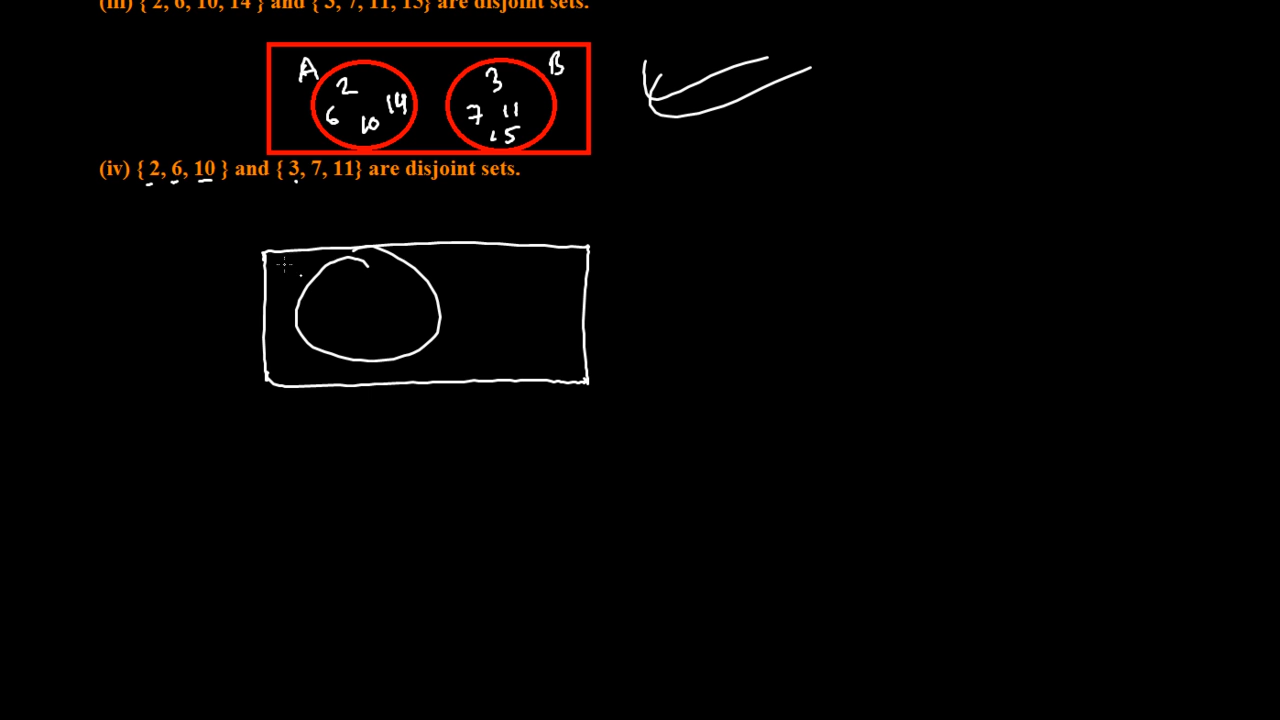 (iii) { 2, 6, 10, 14 } and { 3, 7, 11, 15} are disjoint sets.
A B
2 3
6 10 14 7 11
15
(iv) { 2, 6, 10 } and { 3, 7, 11} are disjoint sets.